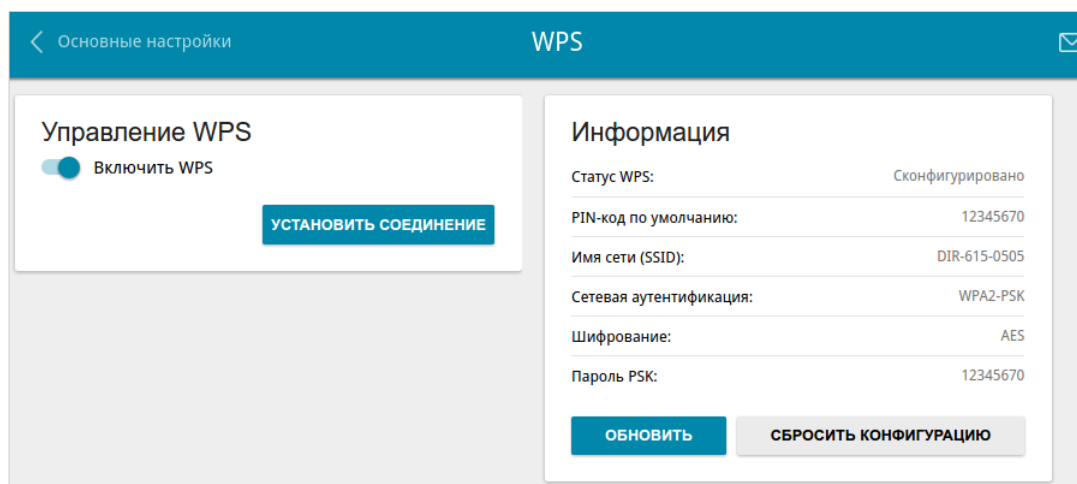 Основные настройки
WPS
Управление WPS
Включить WPS
УСТАНОВИТЬ СОЕДИНЕНИЕ
Информация
Статус WPS: Сконфигурировано
PIN-код по умолчанию: 12345670
Имя сети (SSID): DIR-615-0505
Сетевая аутентификация: WPA2-PSK
Шифрование: AES
Пароль PSK: 12345670
ОБНОВИТЬ СБРОСИТЬ КОНФИГУРАЦИЮ